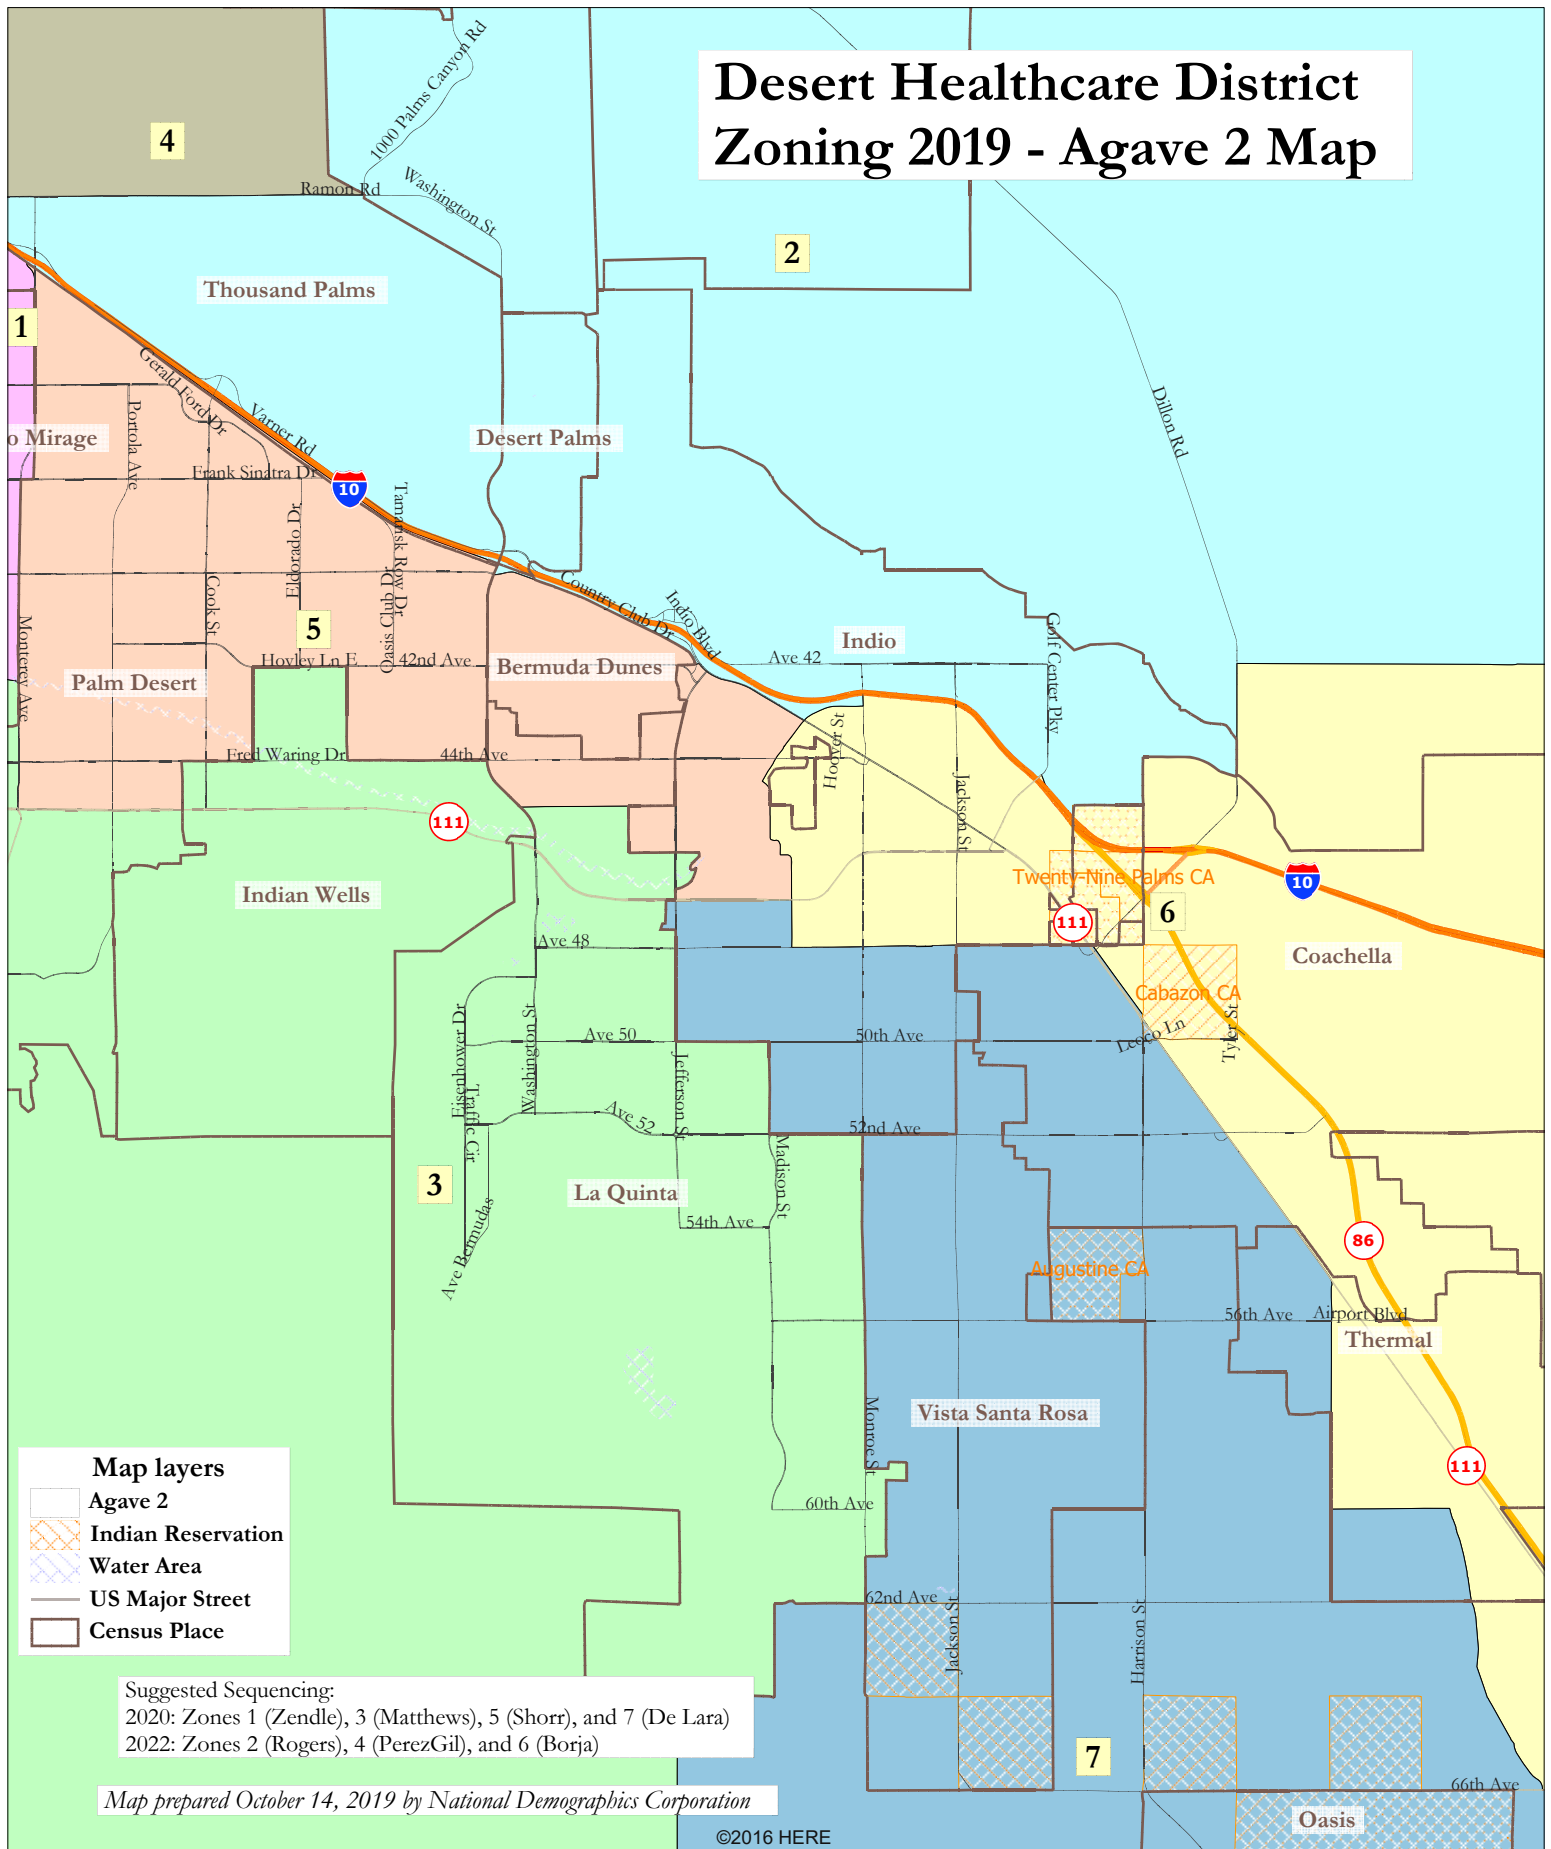 Desert Healthcare District
Zoning 2019 - Agave 2 Map
4
1000 Palms Canyon Rd
Ramon Rd
Washington St
2
Thousand Palms
1
Gerald Ford Dr
Varner Rd
Dillon Rd
o Mirage
Portola Ave
Desert Palms
Frank Sinatra Dr
10
Tamarisk Row Dr
Eldorado Dr
Cook St
Oasis Club Dr
Country Club Dr
Indio Blvd
5
Monterey Ave
Indio
Golf Center Pky
Hovley Ln E
42nd Ave
Bermuda Dunes
Ave 42
Palm Desert
Fred Waring Dr
44th Ave
Hoover St
Jackson St
111
Indian Wells
Twenty-Nine Palms CA
10
111
6
Ave 48
Coachella
Cabazon CA
Eisenhower Dr
Washington St
Ave 50
50th Ave
Leoco Ln
Tyler St
Jefferson St
Traffic Cir
Ave 52
52nd Ave
Madison St
3
La Quinta
54th Ave
Ave Bermudas
86
Augustine CA
56th Ave
Airport Blvd
Thermal
Monroe St
Vista Santa Rosa
111
Map layers
Agave 2
Indian Reservation
Water Area
US Major Street
Census Place
60th Ave
62nd Ave
Jackson St
Harrison St
Suggested Sequencing:
2020: Zones 1 (Zendle), 3 (Matthews), 5 (Shorr), and 7 (De Lara)
2022: Zones 2 (Rogers), 4 (PerezGil), and 6 (Borja)
7
66th Ave
Map prepared October 14, 2019 by National Demographics Corporation
Oasis
©2016 HERE